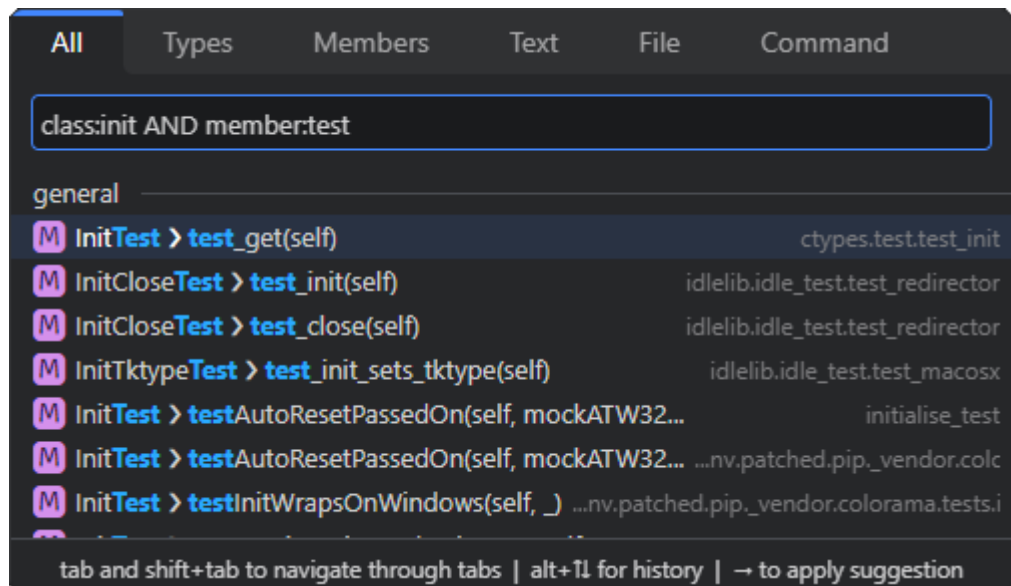 All Types Members Text File Command
class:init AND member:test
general
M InitTest ❯ test_get(self) ctypes.test.test_init
M InitCloseTest ❯ test_init(self) idlelib.idle_test.test_redirector
M InitCloseTest ❯ test_close(self) idlelib.idle_test.test_redirector
M InitTktypeTest ❯ test_init_sets_tktype(self) idlelib.idle_test.test_macosx
M InitTest ❯ testAutoResetPassedOn(self, mockATW32... initialise_test
M InitTest ❯ testAutoResetPassedOn(self, mockATW32... ...nv.patched.pip._vendor.colc
M InitTest ❯ testInitWrapsOnWindows(self, _) ...nv.patched.pip._vendor.colorama.tests.i
tab and shift+tab to navigate through tabs | alt+⇅ for history | → to apply suggestion